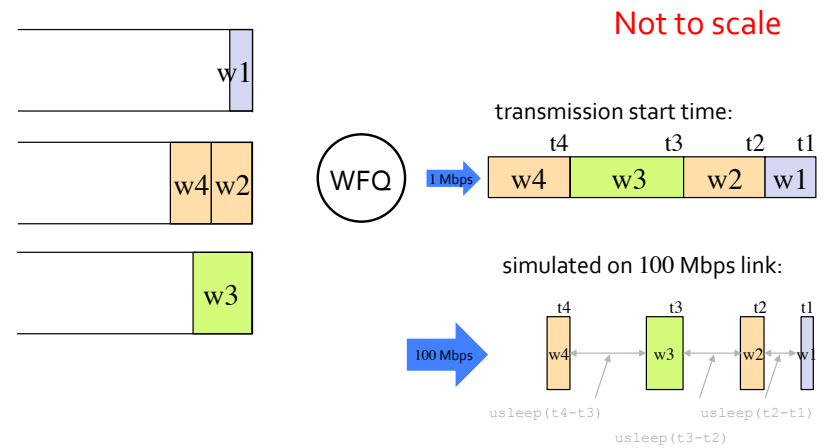 Not to scale
w1
w4 w2
w3
WFQ
1 Mbps
transmission start time:
t4 t3 t2 t1
w4 w3 w2 w1
simulated on 100 Mbps link:
100 Mbps
t4 t3 t2 t1
w4 w3 w2 w1
usleep(t4-t3) usleep(t2-t1)
usleep(t3-t2)